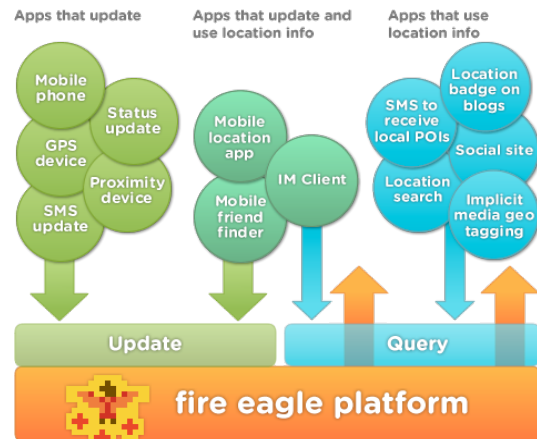 Apps that update
Apps that update and
use location info
Apps that use
location info
Mobile
phone
Status
update
GPS
device
Proximity
device
SMS
update
Mobile
location
app
IM Client
Mobile
friend
finder
Location
badge on
blogs
SMS to
receive
local POIs
Social site
Location
search
Implicit
media geo
tagging
Update
Query
fire eagle platform